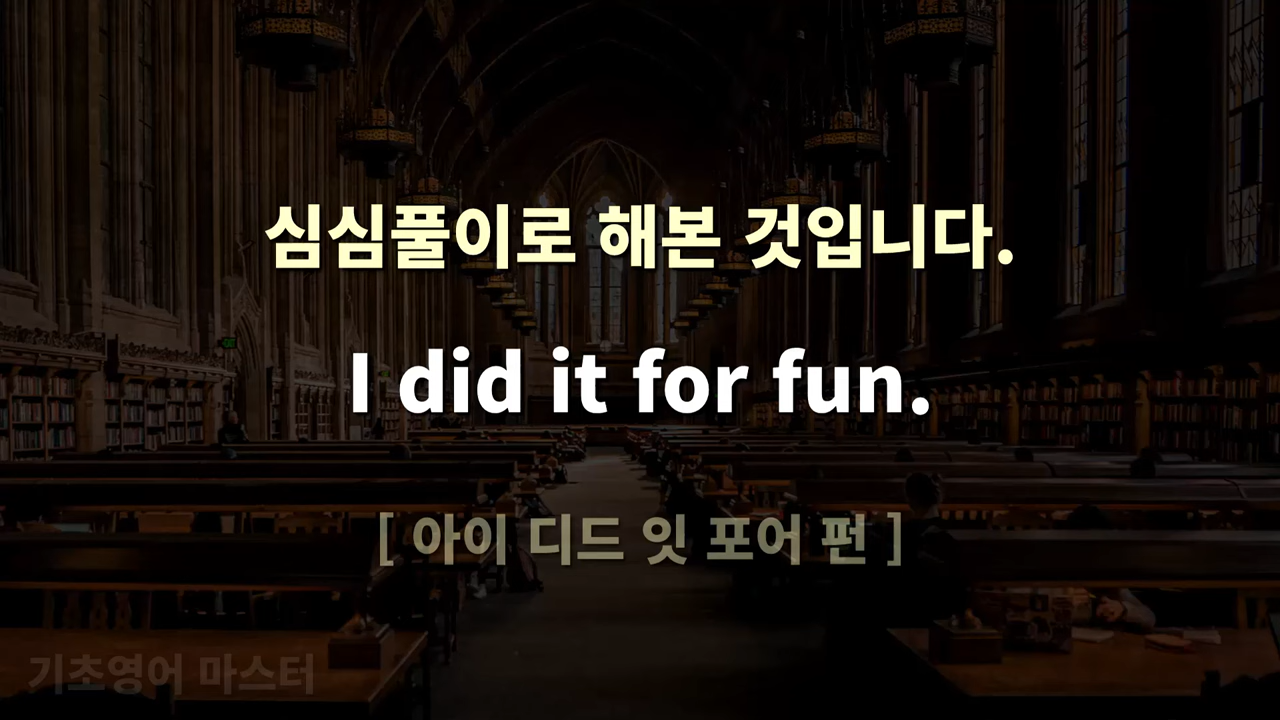 심심풀이로 해본 것입니다.
I did it for fun.
[ 아이 디드 잇 포어 펀 ]
기초영어 마스터